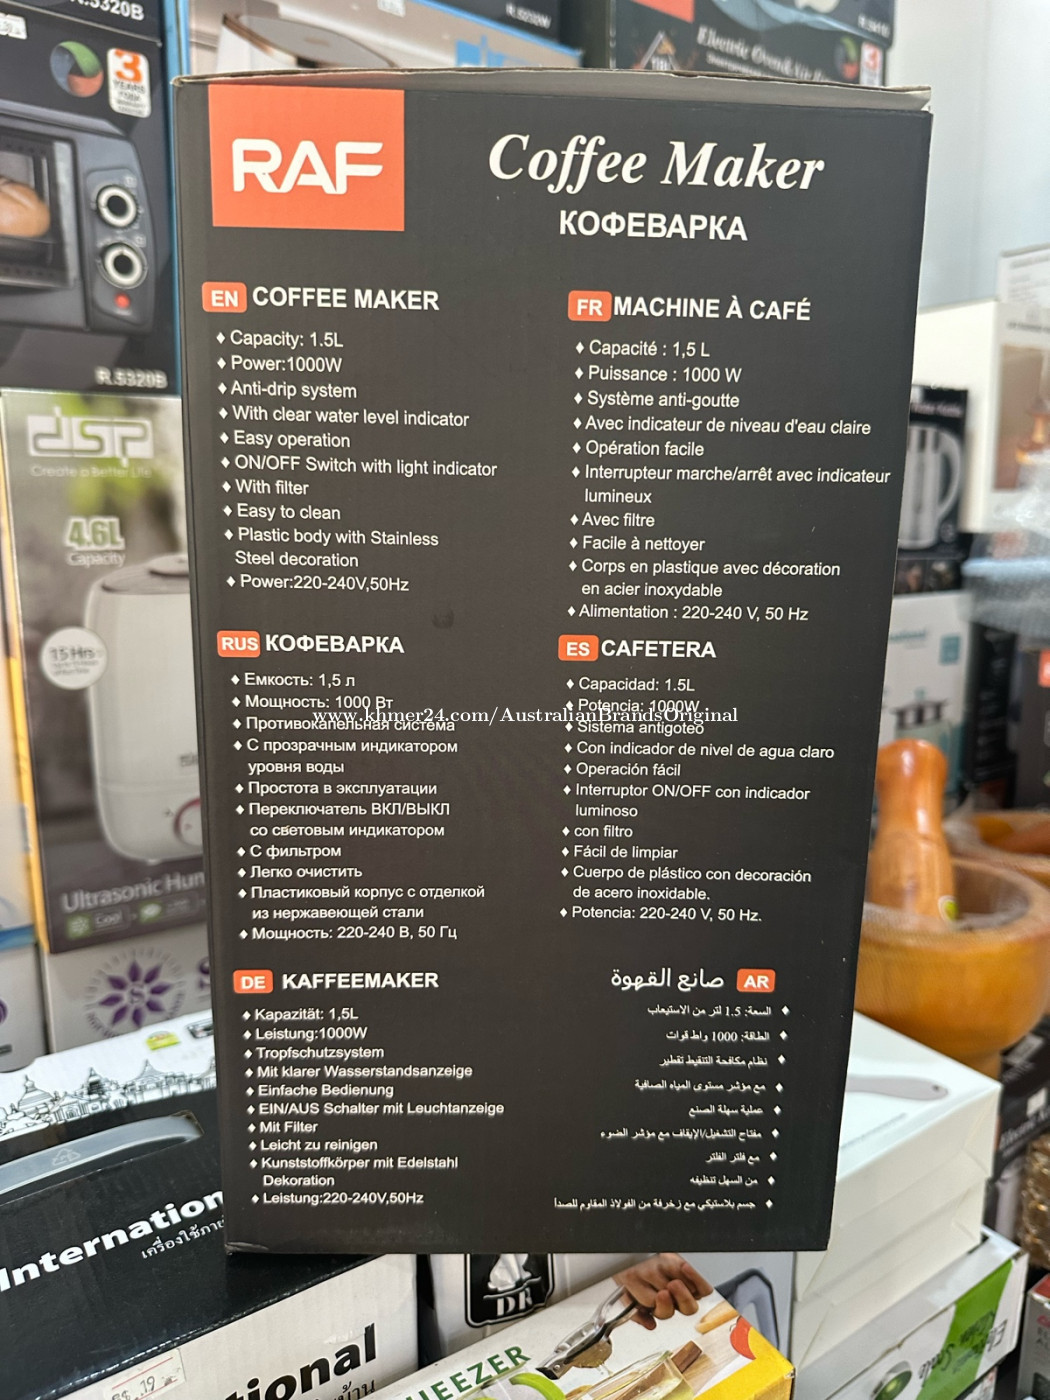 R.5320B
3
YEARS
R.5320B
dsp
Create a Better Life
4.6L
Capacity
15 Hrs
Ultrasonic Hum
Cool
RAF
Coffee Maker
КОФЕВАРКА
EN COFFEE MAKER
♦ Capacity: 1.5L
♦ Power:1000W
♦ Anti-drip system
♦ With clear water level indicator
♦ Easy operation
♦ ON/OFF Switch with light indicator
♦ With filter
♦ Easy to clean
♦ Plastic body with Stainless
Steel decoration
♦ Power:220-240V,50Hz
FR MACHINE À CAFÉ
♦ Capacité : 1,5 L
♦ Puissance : 1000 W
♦ Système anti-goutte
♦ Avec indicateur de niveau d'eau claire
♦ Opération facile
♦ Interrupteur marche/arrêt avec indicateur
lumineux
♦ Avec filtre
♦ Facile à nettoyer
♦ Corps en plastique avec décoration
en acier inoxydable
♦ Alimentation : 220-240 V, 50 Hz
RUS КОФЕВАРКА
♦ Емкость: 1,5 л
♦ Мощность: 1000 Вт
♦ Противокапельная система
♦ С прозрачным индикатором
уровня воды
♦ Простота в эксплуатации
♦ Переключатель ВКЛ/ВЫКЛ
со световым индикатором
♦ С фильтром
♦ Легко очистить
♦ Пластиковый корпус с отделкой
из нержавеющей стали
♦ Мощность: 220-240 В, 50 Гц
ES CAFETERA
♦ Capacidad: 1.5L
♦ Potencia: 1000W
♦ Sistema antigoteo
♦ Con indicador de nivel de agua claro
♦ Operación fácil
♦ Interruptor ON/OFF con indicador
luminoso
♦ con filtro
♦ Fácil de limpiar
♦ Cuerpo de plástico con decoración
de acero inoxidable.
♦ Potencia: 220-240 V, 50 Hz.
www.khmer24.com/AustralianBrandsOriginal
DE KAFFEEMAKER
♦ Kapazität: 1,5L
♦ Leistung:1000W
♦ Tropfschutzsystem
♦ Mit klarer Wasserstandsanzeige
♦ Einfache Bedienung
♦ EIN/AUS Schalter mit Leuchtanzeige
♦ Mit Filter
♦ Leicht zu reinigen
♦ Kunststoffkörper mit Edelstahl
Dekoration
♦ Leistung:220-240V,50Hz
AR صانع القهوة
♦ السعة: 1.5 لتر من الاستيعاب
♦ الطاقة: 1000 واط قوات
♦ نظام مكافحة التنقيط تقطير
♦ مع مؤشر مستوى المياه الصافية
♦ عملية سهلة الصنع
♦ مفتاح التشغيل/الإيقاف مع مؤشر الضوء
♦ مع فلتر الفلتر
♦ من السهل تنظيفه
♦ جسم بلاستيكي مع زخرفة من الفولاذ المقاوم للصدأ
International
DR